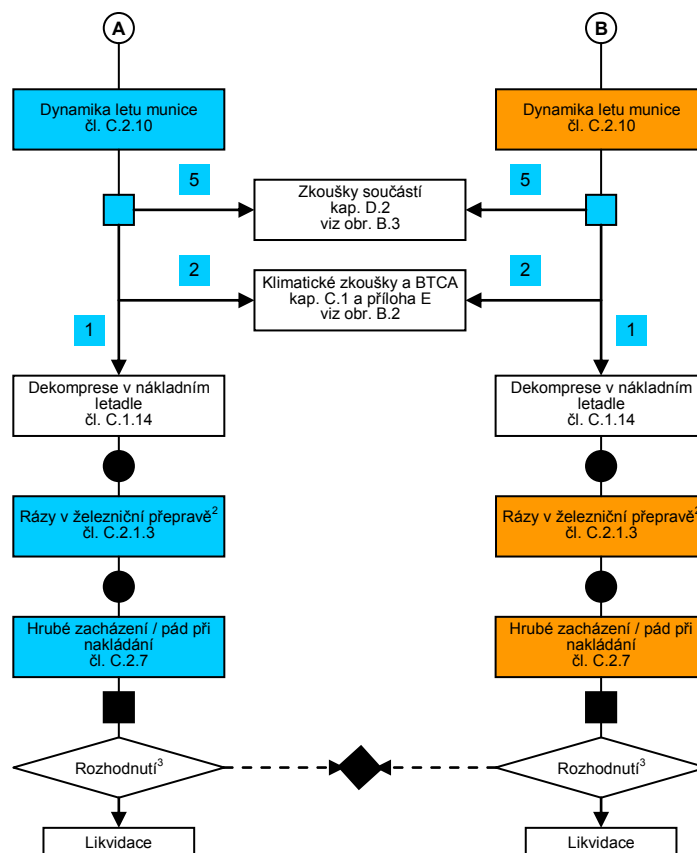 A
B
Dynamika letu munice
čl. C.2.10
Dynamika letu munice
čl. C.2.10
5
Zkoušky součástí
kap. D.2
viz obr. B.3
5
2
Klimatické zkoušky a BTCA
kap. C.1 a příloha E
viz obr. B.2
2
1
1
Dekomprese v nákladním
letadle
čl. C.1.14
Dekomprese v nákladním
letadle
čl. C.1.14
Rázy v železniční přepravě²
čl. C.2.1.3
Rázy v železniční přepravě²
čl. C.2.1.3
Hrubé zacházení / pád při
nakládání
čl. C.2.7
Hrubé zacházení / pád při
nakládání
čl. C.2.7
Rozhodnutí³
Rozhodnutí³
Likvidace
Likvidace